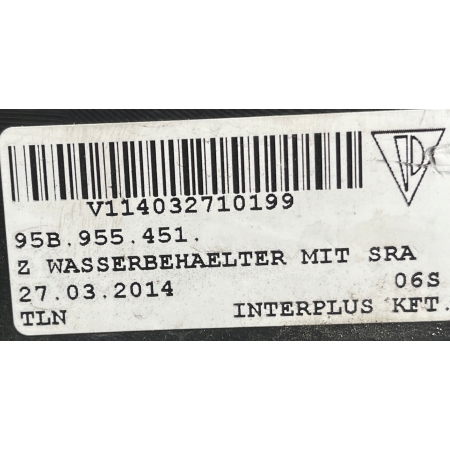 V114032710199
95B.955.451.
Z WASSERBEHAELTER MIT SRA
27.03.2014 06S
TLN INTERPLUS KFT.